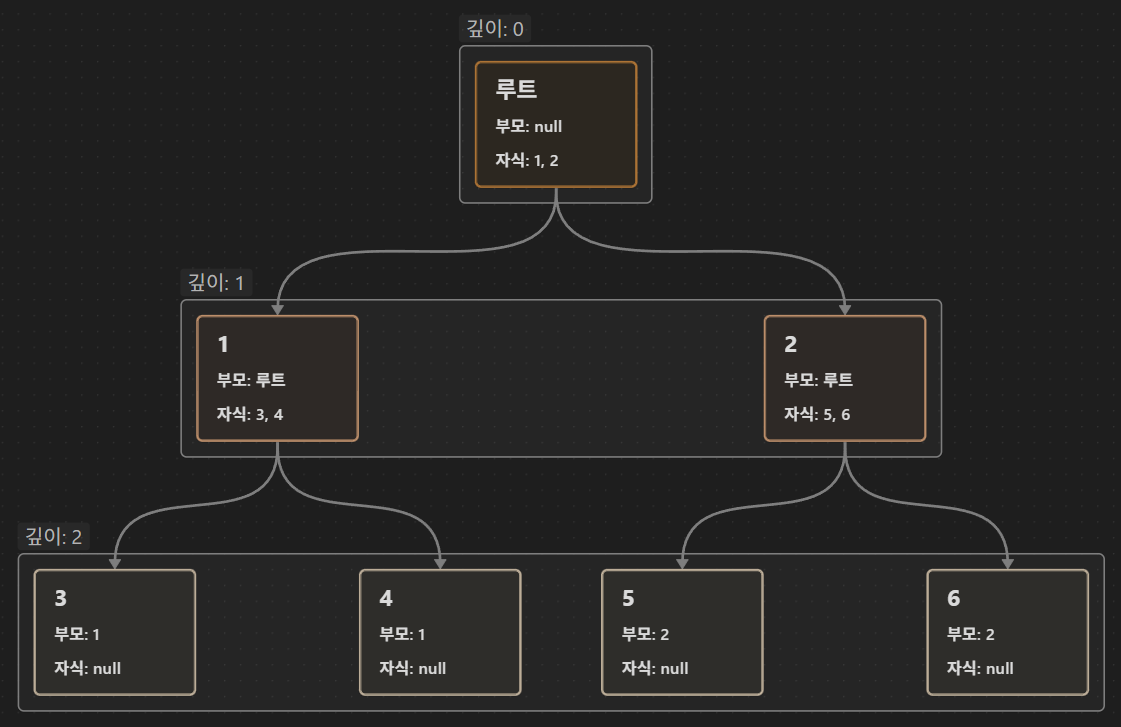 깊이: 0
루트
부모: null
자식: 1, 2
깊이: 1
1
부모: 루트
자식: 3, 4
2
부모: 루트
자식: 5, 6
깊이: 2
3
부모: 1
자식: null
4
부모: 1
자식: null
5
부모: 2
자식: null
6
부모: 2
자식: null